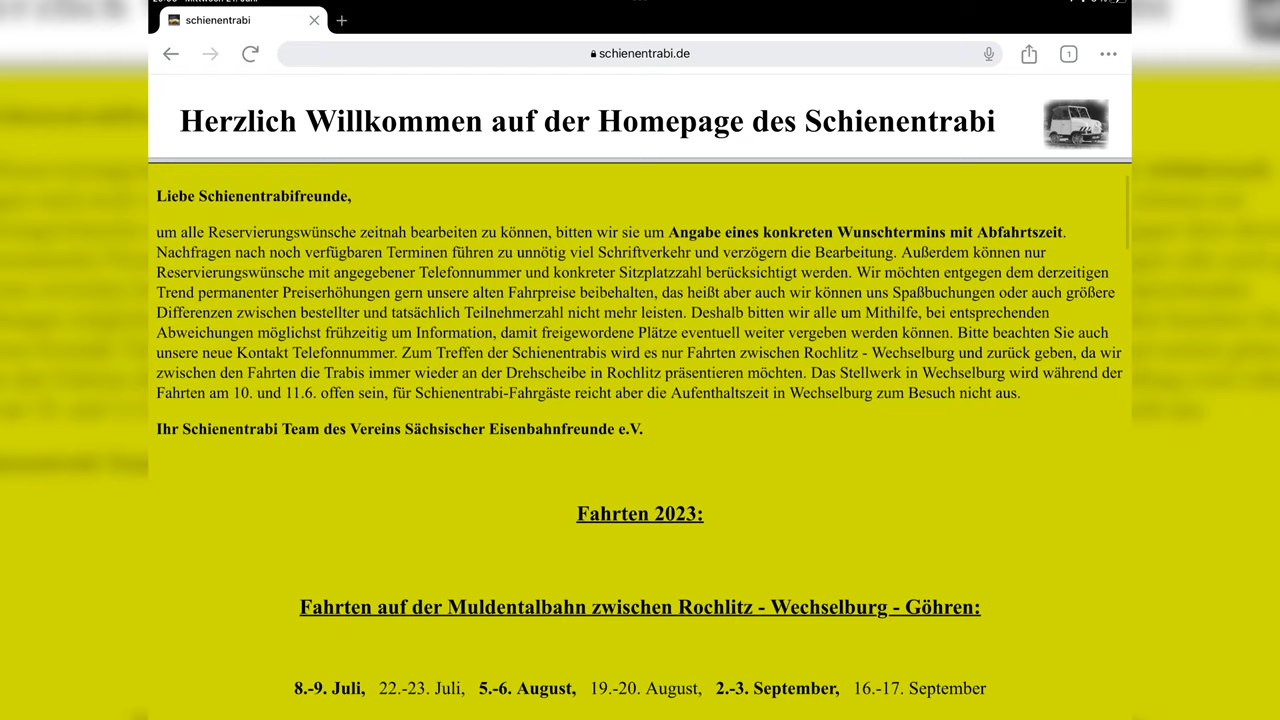 schienentrabi
schienentrabi.de
1
Herzlich Willkommen auf der Homepage des Schienentrabi
Liebe Schienentrabifreunde,
um alle Reservierungswünsche zeitnah bearbeiten zu können, bitten wir sie um Angabe eines konkreten Wunschtermins mit Abfahrtszeit.
Nachfragen nach noch verfügbaren Terminen führen zu unnötig viel Schriftverkehr und verzögern die Bearbeitung. Außerdem können nur
Reservierungswünsche mit angegebener Telefonnummer und konkreter Sitzplatzzahl berücksichtigt werden. Wir möchten entgegen dem derzeitigen
Trend permanenter Preiserhöhungen gern unsere alten Fahrpreise beibehalten, das heißt aber auch wir können uns Spaßbuchungen oder auch größere
Differenzen zwischen bestellter und tatsächlich Teilnehmerzahl nicht mehr leisten. Deshalb bitten wir alle um Mithilfe, bei entsprechenden
Abweichungen möglichst frühzeitig um Information, damit freigewordene Plätze eventuell weiter vergeben werden können. Bitte beachten Sie auch
unsere neue Kontakt Telefonnummer. Zum Treffen der Schienentrabis wird es nur Fahrten zwischen Rochlitz - Wechselburg und zurück geben, da wir
zwischen den Fahrten die Trabis immer wieder an der Drehscheibe in Rochlitz präsentieren möchten. Das Stellwerk in Wechselburg wird während der
Fahrten am 10. und 11.6. offen sein, für Schienentrabi-Fahrgäste reicht aber die Aufenthaltszeit in Wechselburg zum Besuch nicht aus.
Ihr Schienentrabi Team des Vereins Sächsischer Eisenbahnfreunde e.V.
Fahrten 2023:
Fahrten auf der Muldentalbahn zwischen Rochlitz - Wechselburg - Göhren:
8.-9. Juli, 22.-23. Juli, 5.-6. August, 19.-20. August, 2.-3. September, 16.-17. September